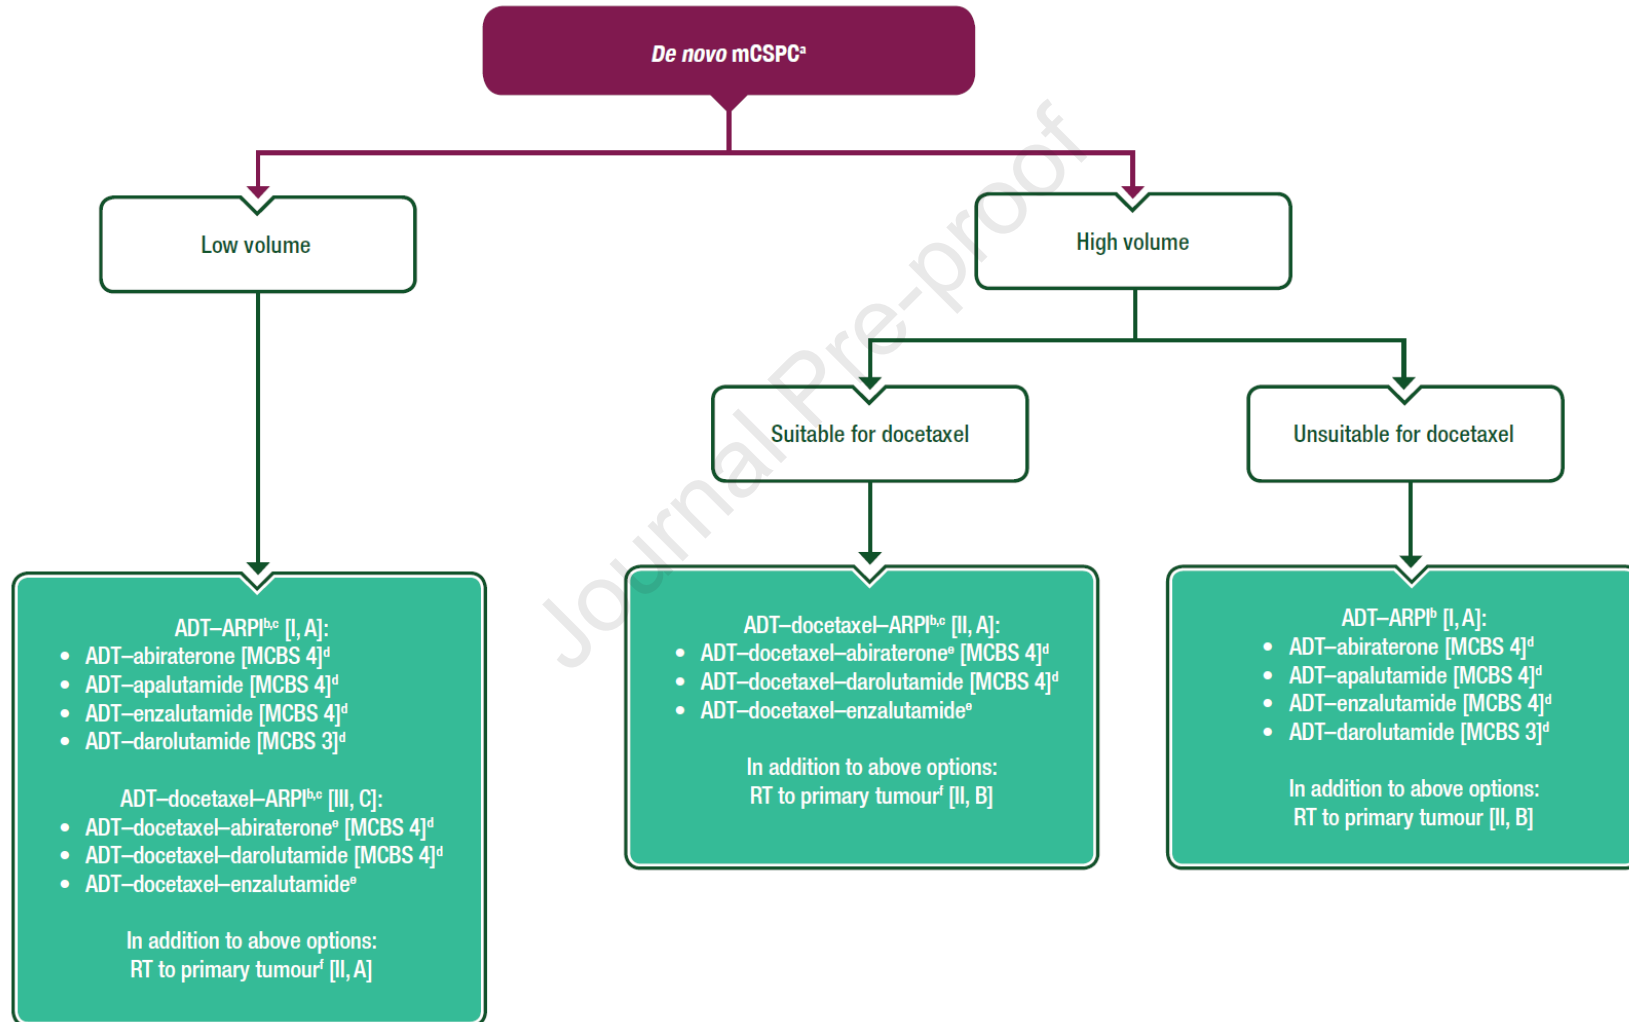 De novo mCSPCᵃ
Low volume
High volume
Suitable for docetaxel
Unsuitable for docetaxel
ADT–ARPIᵇ,ᶜ [I, A]:
• ADT–abiraterone [MCBS 4]ᵈ
• ADT–apalutamide [MCBS 4]ᵈ
• ADT–enzalutamide [MCBS 4]ᵈ
• ADT–darolutamide [MCBS 3]ᵈ
ADT–docetaxel–ARPIᵇ,ᶜ [III, C]:
• ADT–docetaxel–abirateroneᵉ [MCBS 4]ᵈ
• ADT–docetaxel–darolutamide [MCBS 4]ᵈ
• ADT–docetaxel–enzalutamideᵉ
In addition to above options:
RT to primary tumourᶠ [II, A]
ADT–docetaxel–ARPIᵇ,ᶜ [II, A]:
• ADT–docetaxel–abirateroneᵉ [MCBS 4]ᵈ
• ADT–docetaxel–darolutamide [MCBS 4]ᵈ
• ADT–docetaxel–enzalutamideᵉ
In addition to above options:
RT to primary tumourᶠ [II, B]
ADT–ARPIᵇ [I, A]:
• ADT–abiraterone [MCBS 4]ᵈ
• ADT–apalutamide [MCBS 4]ᵈ
• ADT–enzalutamide [MCBS 4]ᵈ
• ADT–darolutamide [MCBS 3]ᵈ
In addition to above options:
RT to primary tumour [II, B]
Journal Pre-proof